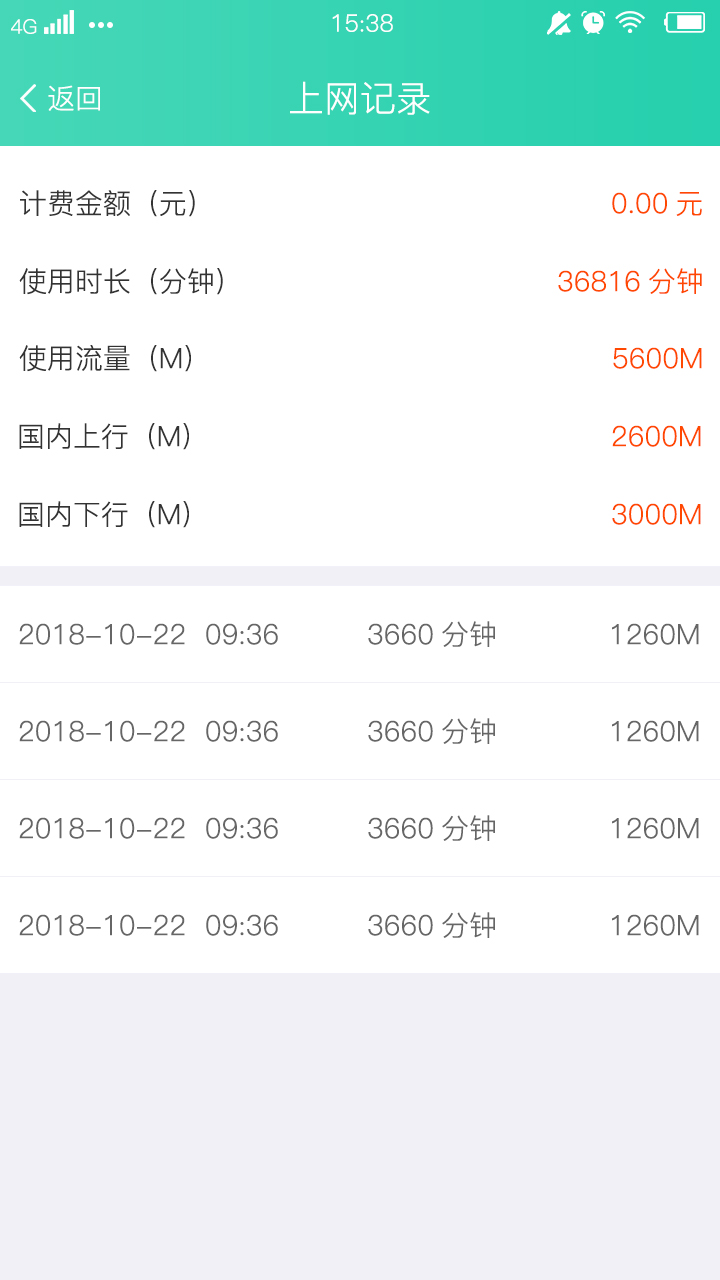 4G 15:38
返回 上网记录
计费金额（元） 0.00 元
使用时长（分钟） 36816 分钟
使用流量（M） 5600M
国内上行（M） 2600M
国内下行（M） 3000M
2018-10-22 09:36 3660 分钟 1260M
2018-10-22 09:36 3660 分钟 1260M
2018-10-22 09:36 3660 分钟 1260M
2018-10-22 09:36 3660 分钟 1260M